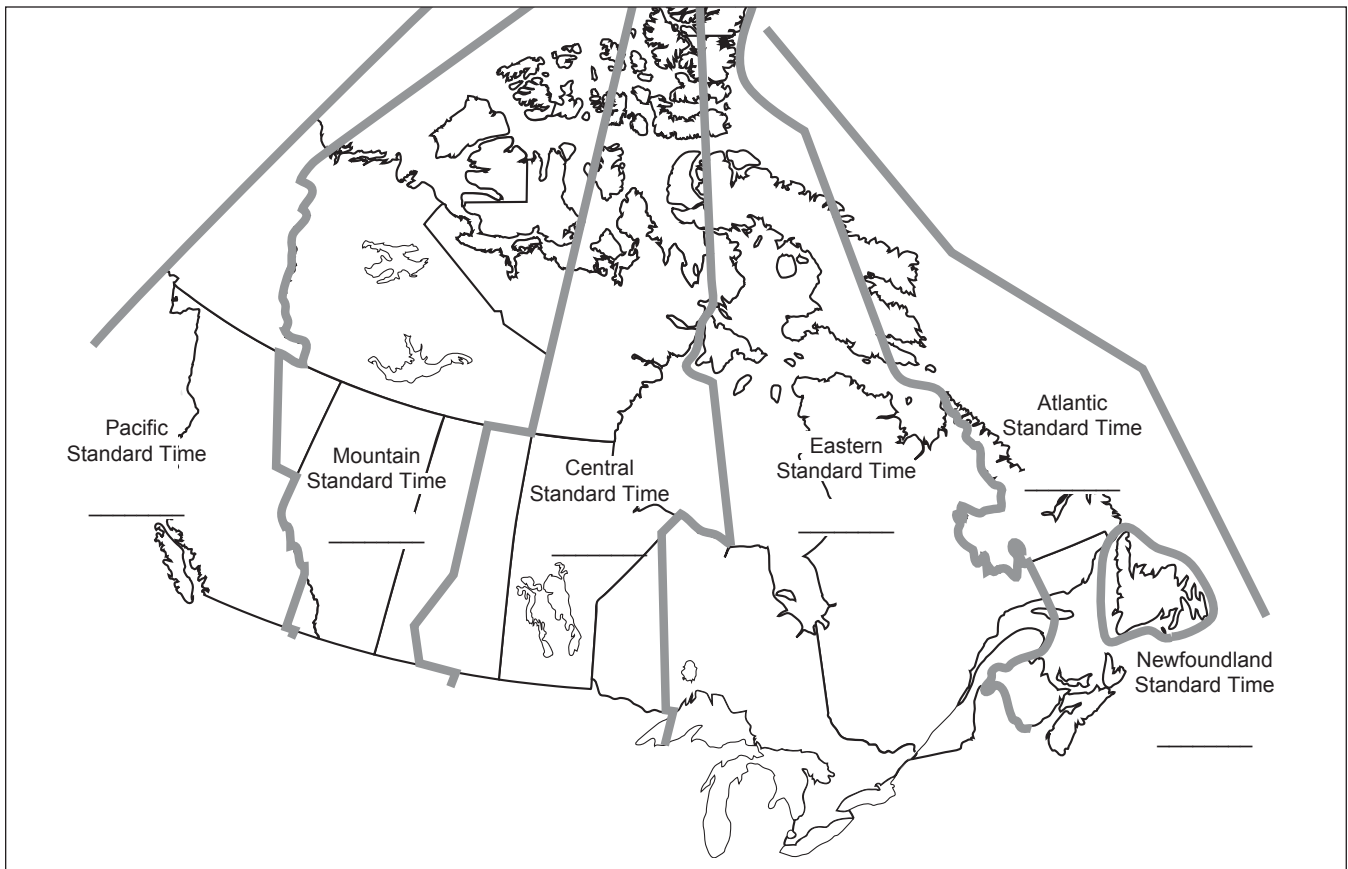 Pacific
Standard Time
Mountain
Standard Time
Central
Standard Time
Eastern
Standard Time
Atlantic
Standard Time
Newfoundland
Standard Time